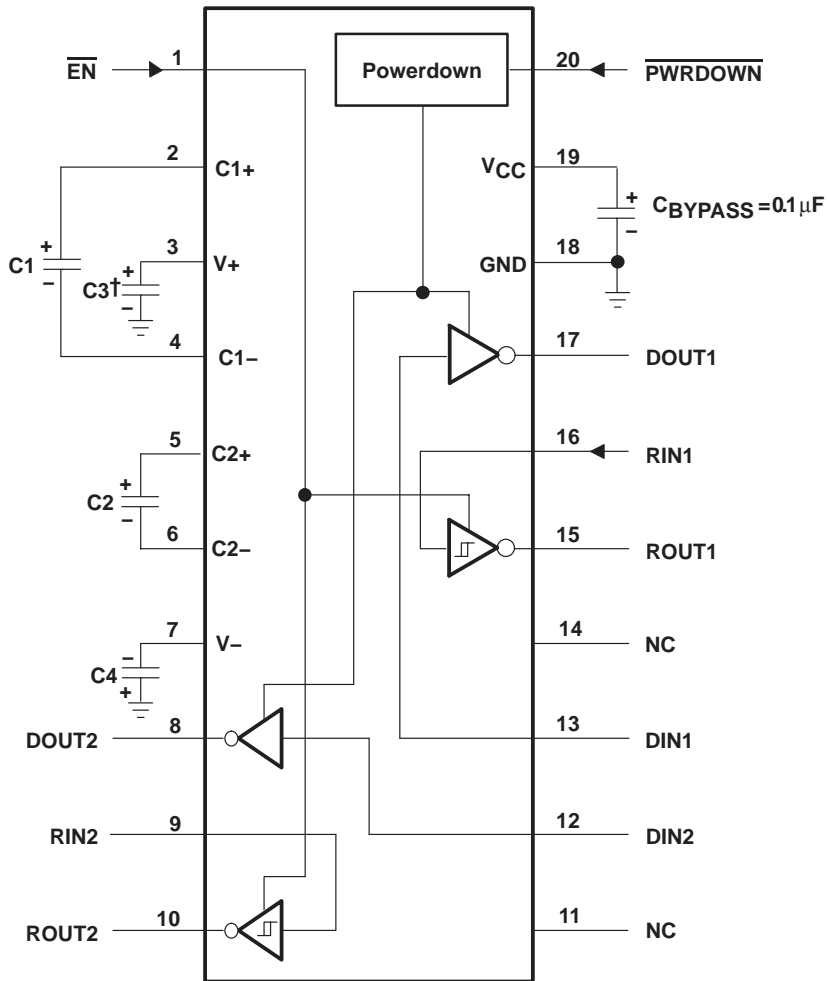 EN
1
Powerdown
20
PWRDOWN
2
C1+
VCC
19
+
CBYPASS = 0.1 μF
−
+
C1
−
3
V+
+
C3†
−
GND
18
4
C1−
17
DOUT1
5
C2+
16
RIN1
+
C2
−
6
C2−
15
ROUT1
7
V−
14
NC
−
C4
+
DOUT2
8
13
DIN1
RIN2
9
12
DIN2
ROUT2
10
11
NC